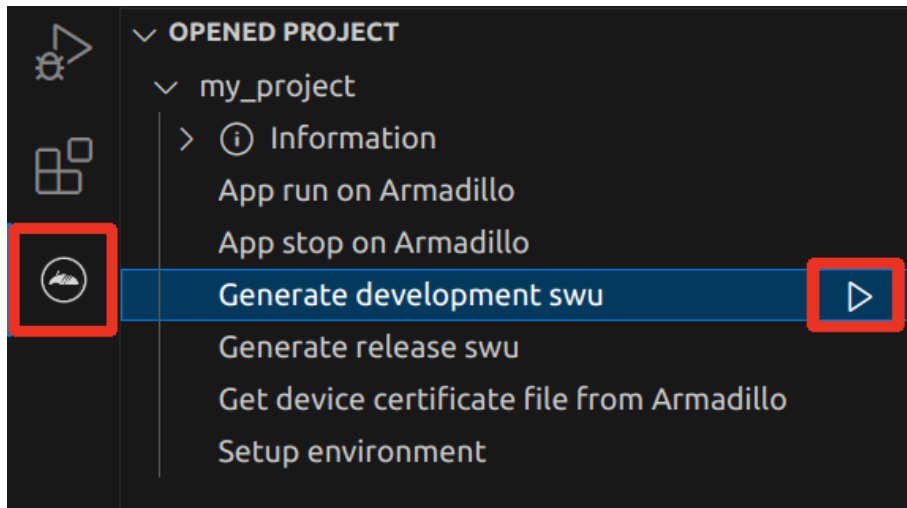 OPENED PROJECT
my_project
Information
App run on Armadillo
App stop on Armadillo
Generate development swu
Generate release swu
Get device certificate file from Armadillo
Setup environment